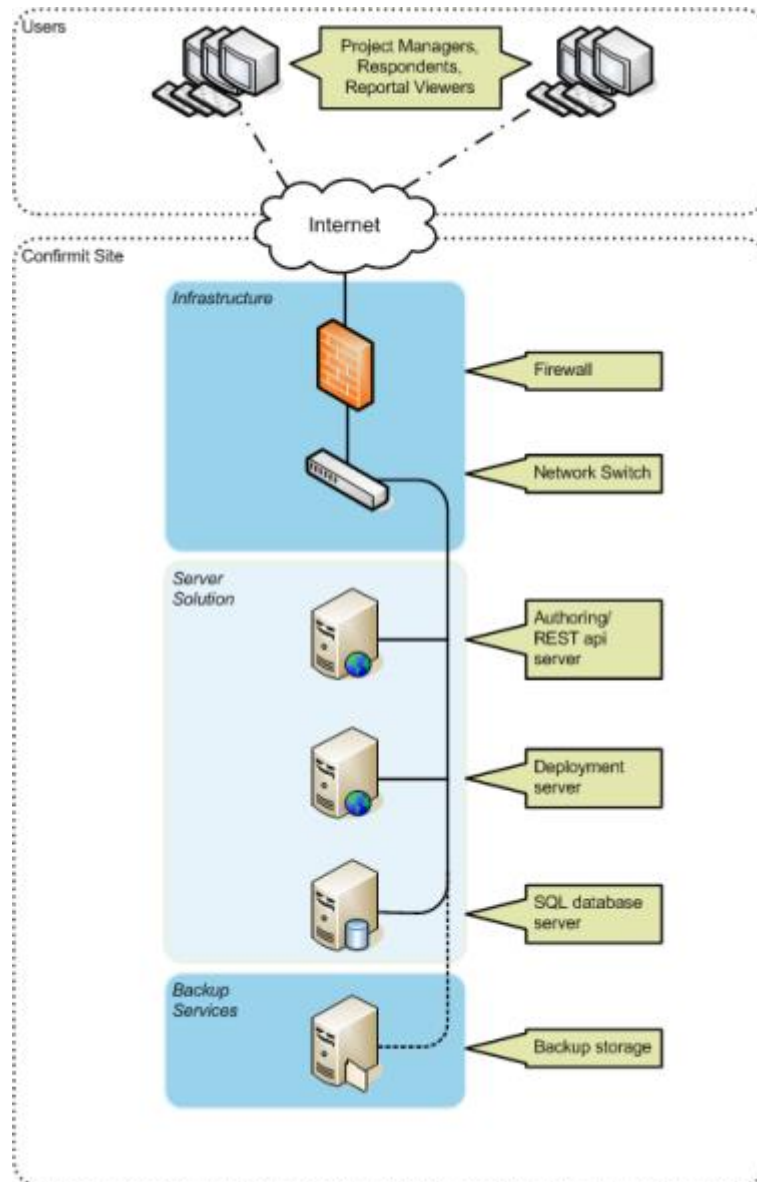 Users
Project Managers,
Respondents,
Reportal Viewers
Internet
Confirmit Site
Infrastructure
Firewall
Network Switch
Server
Solution
Authoring/
REST api
server
Deployment
server
SQL database
server
Backup
Services
Backup storage